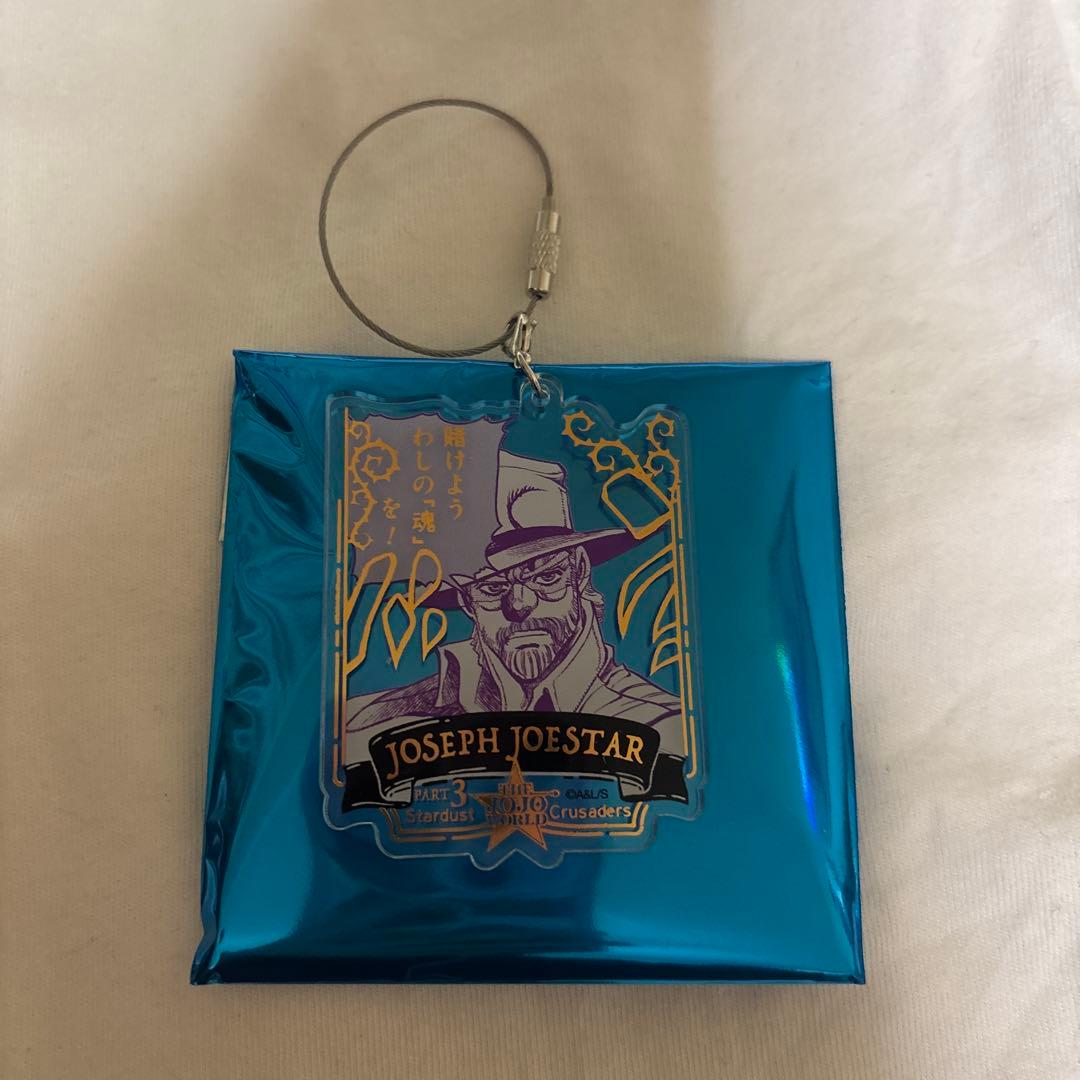 賭けよう
わしの「魂」
を!
JOSEPH JOESTAR
PART 3
Stardust Crusaders
THE
JOJO
WORLD
©A&L/S